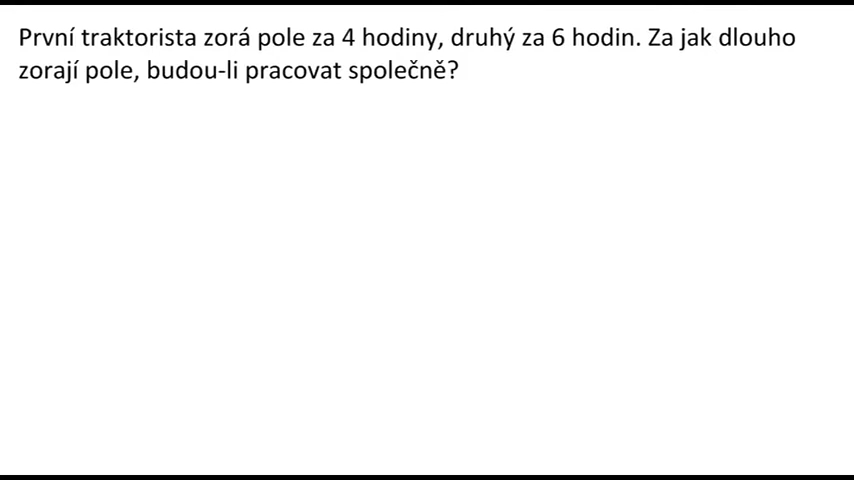 První traktorista zorá pole za 4 hodiny, druhý za 6 hodin. Za jak dlouho
zorají pole, budou-li pracovat společně?